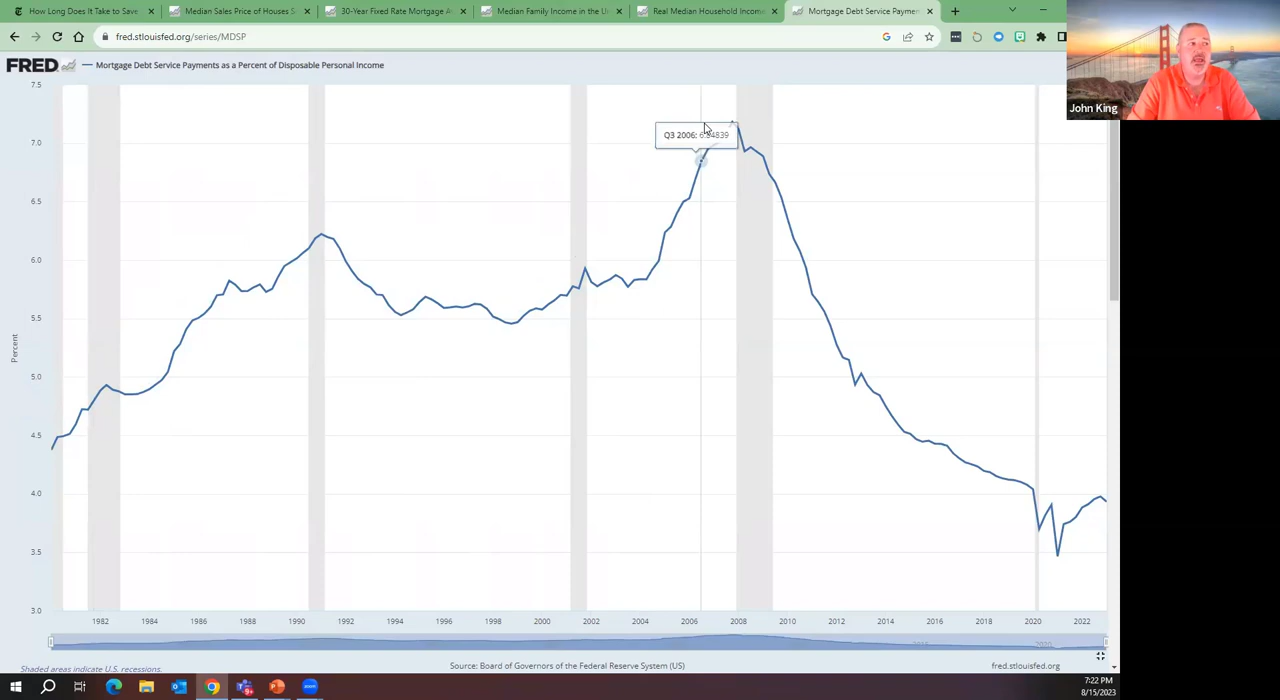 How Long Does It Take to Save
Median Sales Price of Houses S
30-Year Fixed Rate Mortgage A
Median Family Income in the U
Real Median Household Income
Mortgage Debt Service Paymen
fred.stlouisfed.org/series/MDSP
John King
FRED
Mortgage Debt Service Payments as a Percent of Disposable Personal Income
7.5
7.0
6.5
6.0
5.5
5.0
4.5
4.0
3.5
3.0
Percent
Q3 2006: 6.84839
1982
1984
1986
1988
1990
1992
1994
1996
1998
2000
2002
2004
2006
2008
2010
2012
2014
2016
2018
2020
2022
Shaded areas indicate U.S. recessions.
Source: Board of Governors of the Federal Reserve System (US)
fred.stlouisfed.org
7:22 PM
8/15/2023